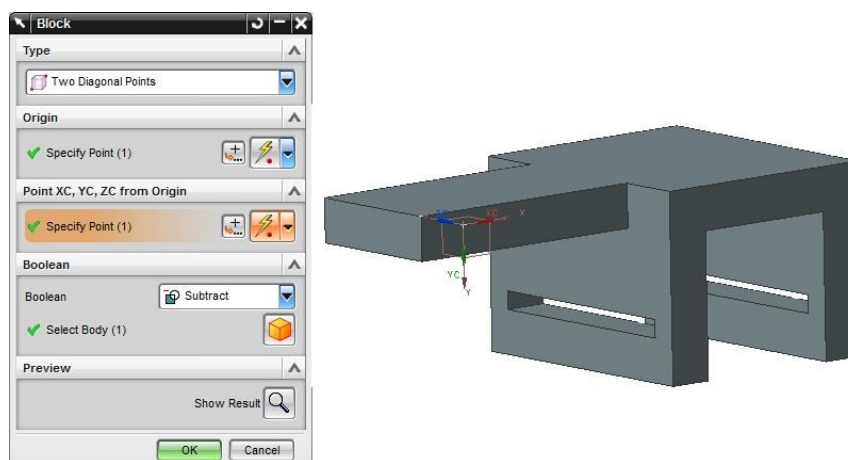 Block
Type
Two Diagonal Points
Origin
Specify Point (1)
Point XC, YC, ZC from Origin
Specify Point (1)
Boolean
Boolean
Subtract
Select Body (1)
Preview
Show Result
OK
Cancel
XC
X
YC
Y